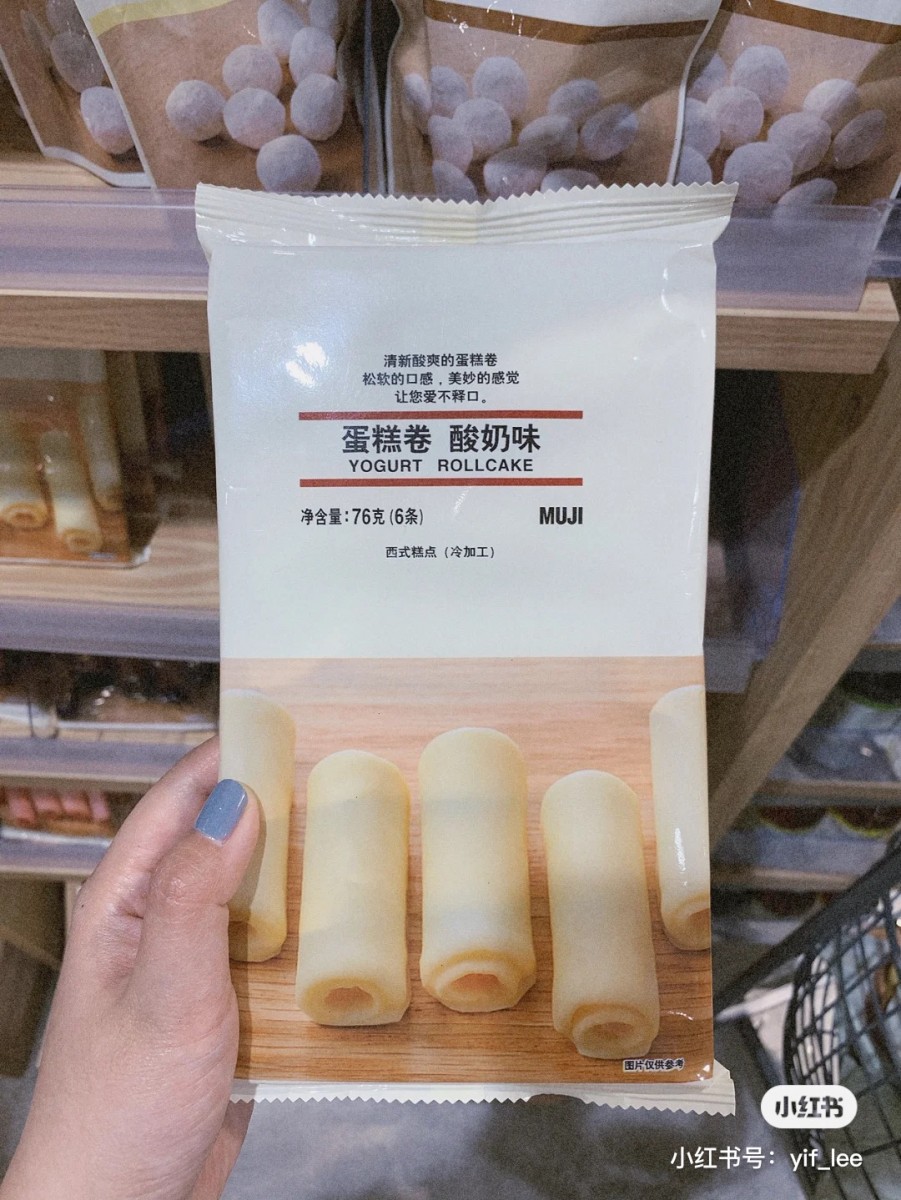 清新酸爽的蛋糕卷
松软的口感，美妙的感觉
让您爱不释口。
蛋糕卷 酸奶味
YOGURT ROLLCAKE
净含量：76克(6条)
MUJI
西式糕点（冷加工）
图片仅供参考
小红书
小红书号：yif_lee